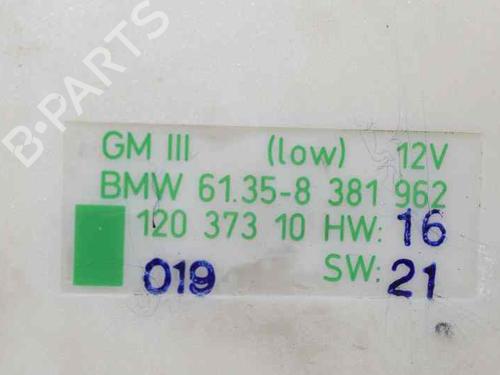 B-PARTS
GM III (low) 12V
BMW 61.35-8 381 962
120 373 10 HW: 16
019 SW: 21